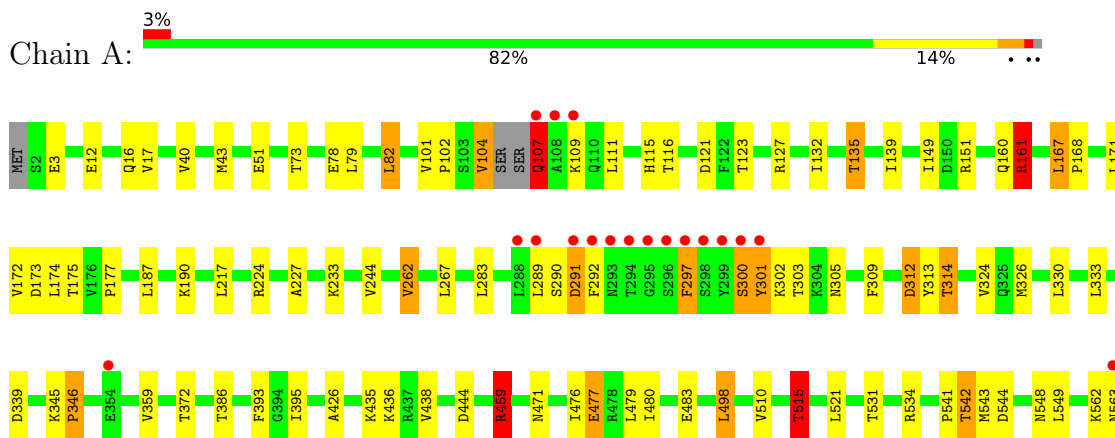 3%
Chain A:
82% 14% . ..
MET S2 E3 E12 Q16 V17 V40 M43 E51 T73 E78 L79 L82 V101 P102 S103 V104 SER SER Q107 A108 K109 Q110 L111 H115 T116 D121 F122 T123 R127 I132 T135 I139 I149 D150 R151 Q160 R161 L167 P168 L171
V172 D173 L174 T175 V176 P177 L187 K190 L217 R224 A227 K233 V244 V262 L267 L283 L288 L289 S290 D291 F292 N293 T294 G295 S296 F297 S298 Y299 S300 Y301 K302 T303 K304 N305 F309 D312 Y313 T314 V324 Q325 M326 L330 L333
D339 K345 P346 E354 V359 T372 T386 F393 G394 I395 A426 K435 K436 R437 V438 D444 R459 N471 I476 E477 R478 L479 I480 E483 L498 V510 T515 L521 T531 R534 P541 T542 M543 D544 N548 L549 K562 N563